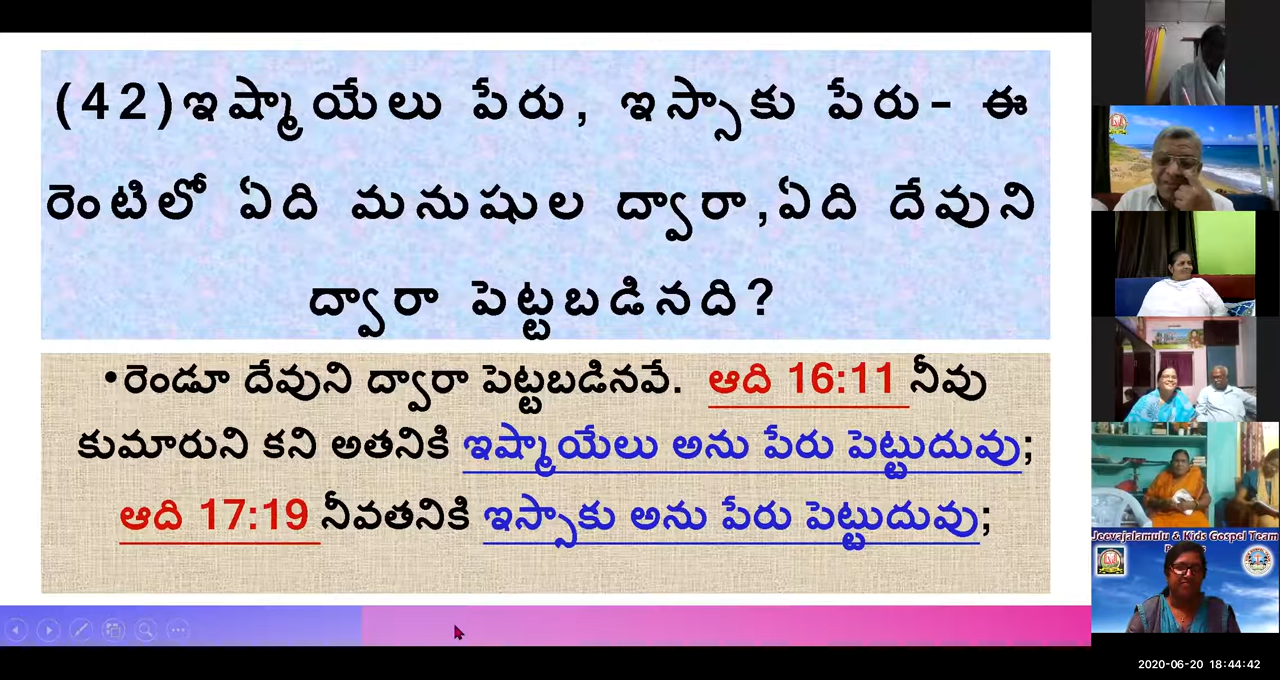 (42)ఇష్మాయేలు పేరు, ఇస్సాకు పేరు- ఈ
రెంటిలో ఏది మనుషుల ద్వారా,ఏది దేవుని
ద్వారా పెట్టబడినది?
•రెండూ దేవుని ద్వారా పెట్టబడినవే. ఆది 16:11 నీవు
కుమారుని కని అతనికి ఇష్మాయేలు అను పేరు పెట్టుదువు;
ఆది 17:19 నీవతనికి ఇస్సాకు అను పేరు పెట్టుదువు;
Jeevajalamulu & Kids Gospel Team
2020-06-20 18:44:42